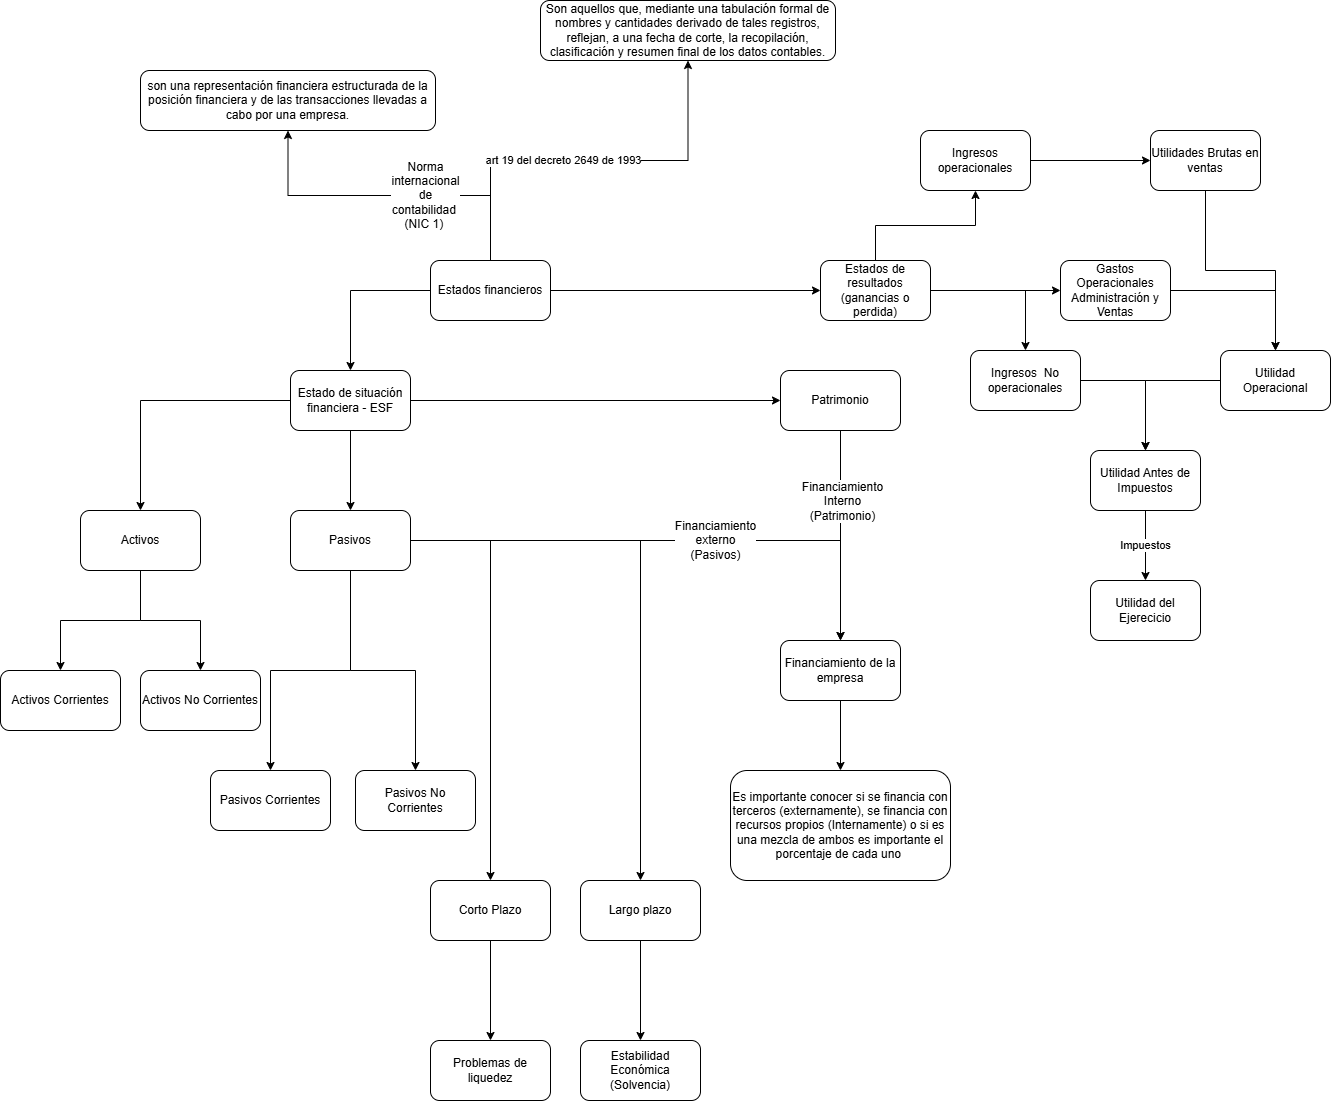 Son aquellos que, mediante una tabulación formal de
nombres y cantidades derivado de tales registros,
reflejan, a una fecha de corte, la recopilación,
clasificación y resumen final de los datos contables.
son una representación financiera estructurada de la
posición financiera y de las transacciones llevadas a
cabo por una empresa.
art 19 del decreto 2649 de 1993
Norma
internacional
de
contabilidad
(NIC 1)
Ingresos
operacionales
Utilidades Brutas en
ventas
Estados financieros
Estados de
resultados
(ganancias o
perdida)
Gastos
Operacionales
Administración y
Ventas
Ingresos No
operacionales
Utilidad
Operacional
Estado de situación
financiera - ESF
Patrimonio
Utilidad Antes de
Impuestos
Financiamiento
Interno
(Patrimonio)
Financiamiento
externo
(Pasivos)
Activos
Pasivos
Impuestos
Utilidad del
Ejerecicio
Financiamiento de la
empresa
Activos Corrientes
Activos No Corrientes
Pasivos Corrientes
Pasivos No
Corrientes
Es importante conocer si se financia con
terceros (externamente), se financia con
recursos propios (Internamente) o si es
una mezcla de ambos es importante el
porcentaje de cada uno
Corto Plazo
Largo plazo
Problemas de
liquedez
Estabilidad
Económica
(Solvencia)